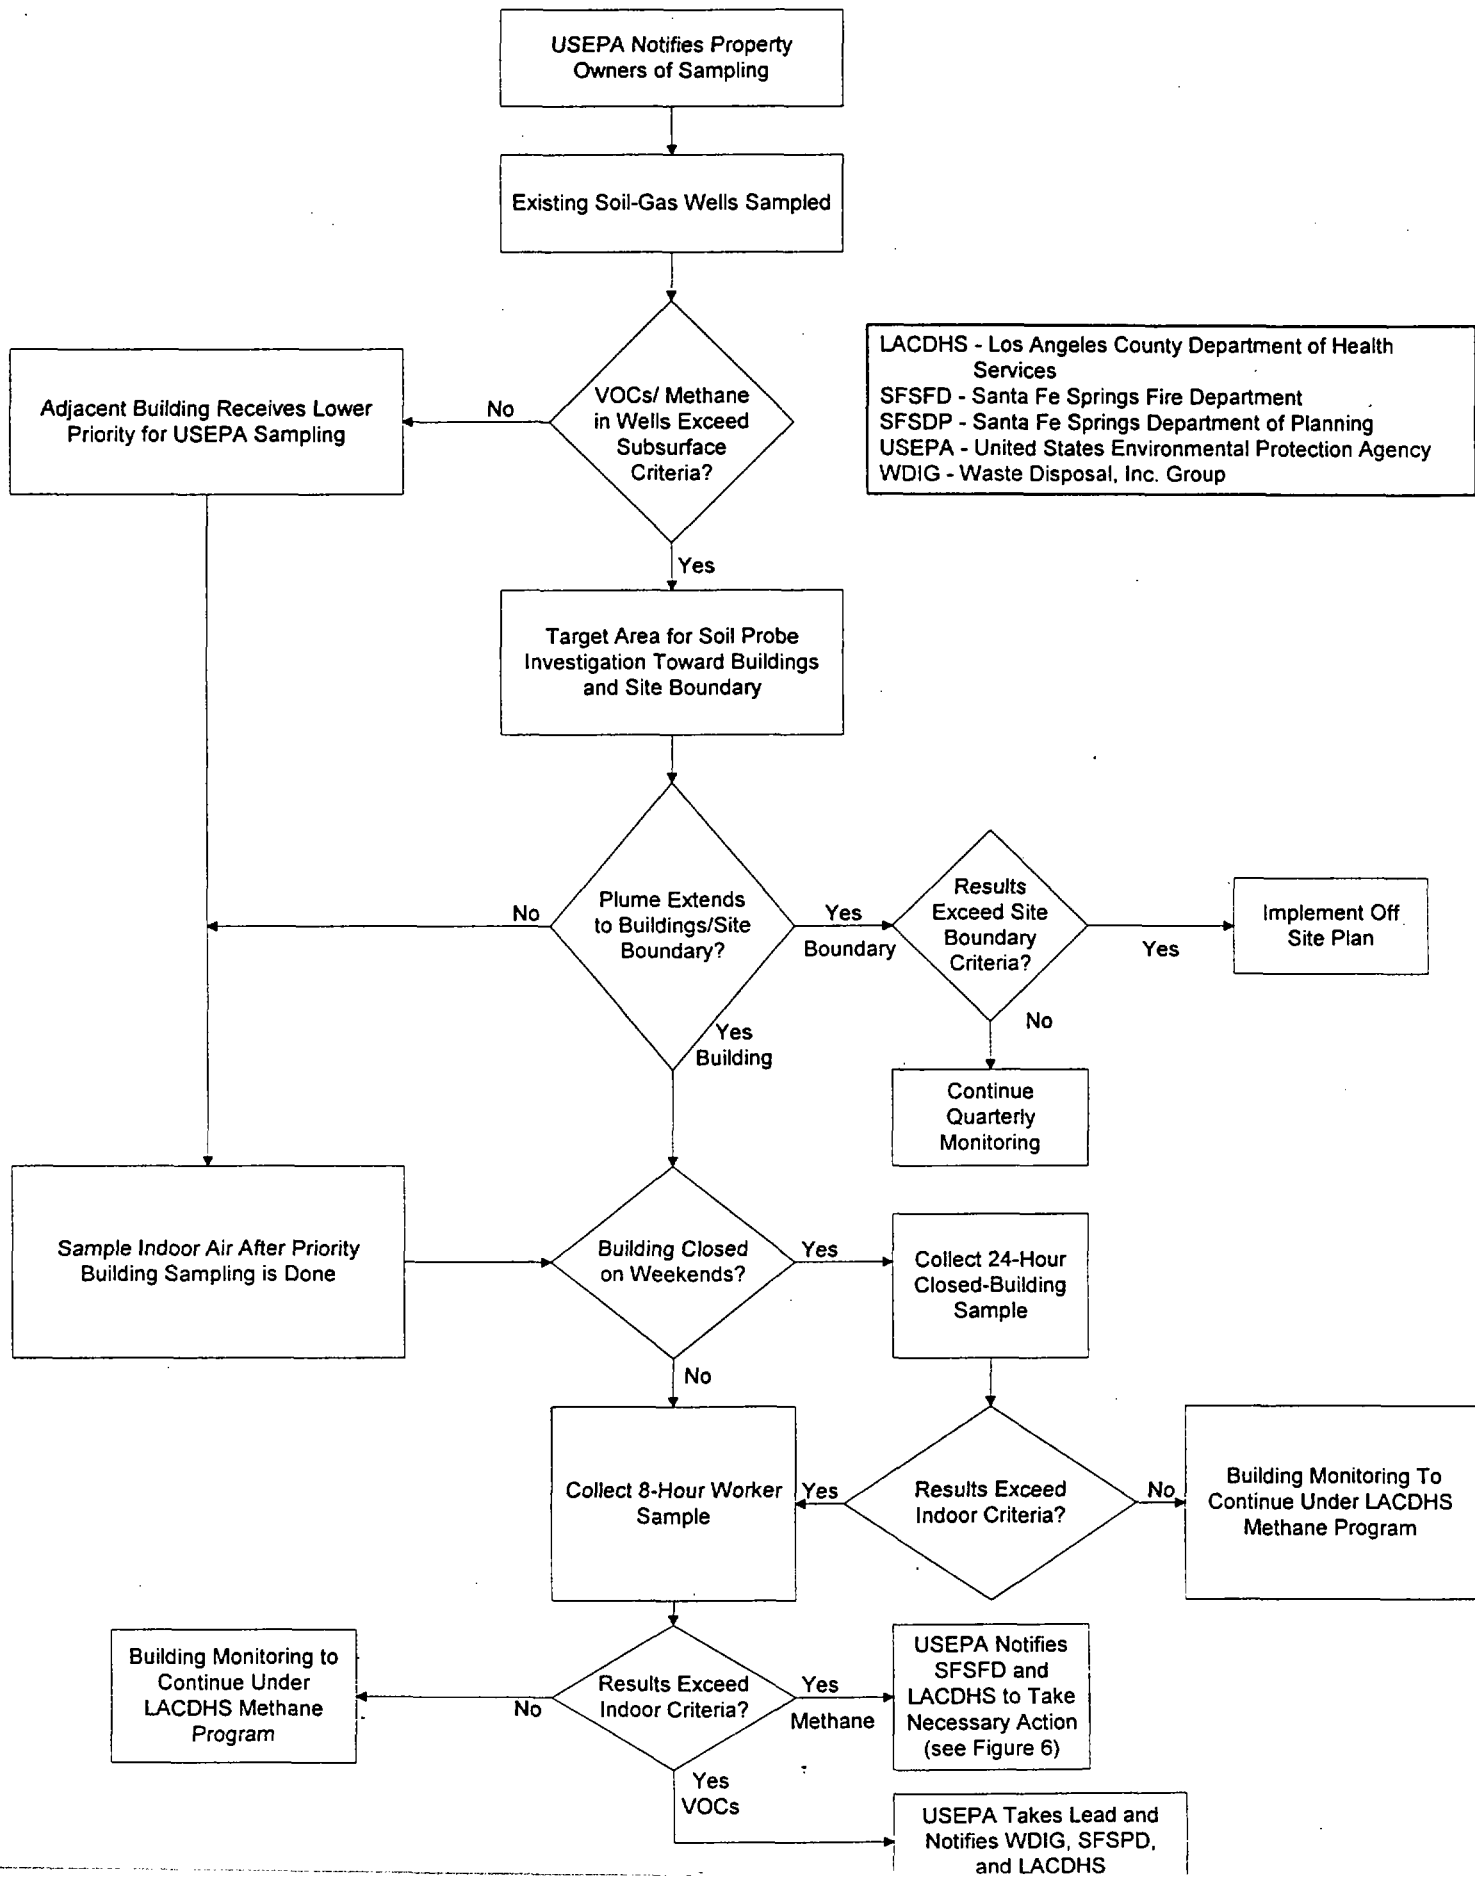 USEPA Notifies Property
Owners of Sampling
Existing Soil-Gas Wells Sampled
VOCs/ Methane
in Wells Exceed
Subsurface
Criteria?
No
Adjacent Building Receives Lower
Priority for USEPA Sampling
LACDHS - Los Angeles County Department of Health
Services
SFSFD - Santa Fe Springs Fire Department
SFSDP - Santa Fe Springs Department of Planning
USEPA - United States Environmental Protection Agency
WDIG - Waste Disposal, Inc. Group
Yes
Target Area for Soil Probe
Investigation Toward Buildings
and Site Boundary
Plume Extends
to Buildings/Site
Boundary?
No
Yes
Boundary
Results
Exceed Site
Boundary
Criteria?
Yes
Implement Off
Site Plan
No
Continue
Quarterly
Monitoring
Yes
Building
Sample Indoor Air After Priority
Building Sampling is Done
Building Closed
on Weekends?
Yes
Collect 24-Hour
Closed-Building
Sample
No
Collect 8-Hour Worker
Sample
Yes
Results Exceed
Indoor Criteria?
No
Building Monitoring To
Continue Under LACDHS
Methane Program
Building Monitoring to
Continue Under
LACDHS Methane
Program
No
Results Exceed
Indoor Criteria?
Yes
Methane
USEPA Notifies
SFSFD and
LACDHS to Take
Necessary Action
(see Figure 6)
Yes
VOCs
USEPA Takes Lead and
Notifies WDIG, SFSPD,
and LACDHS